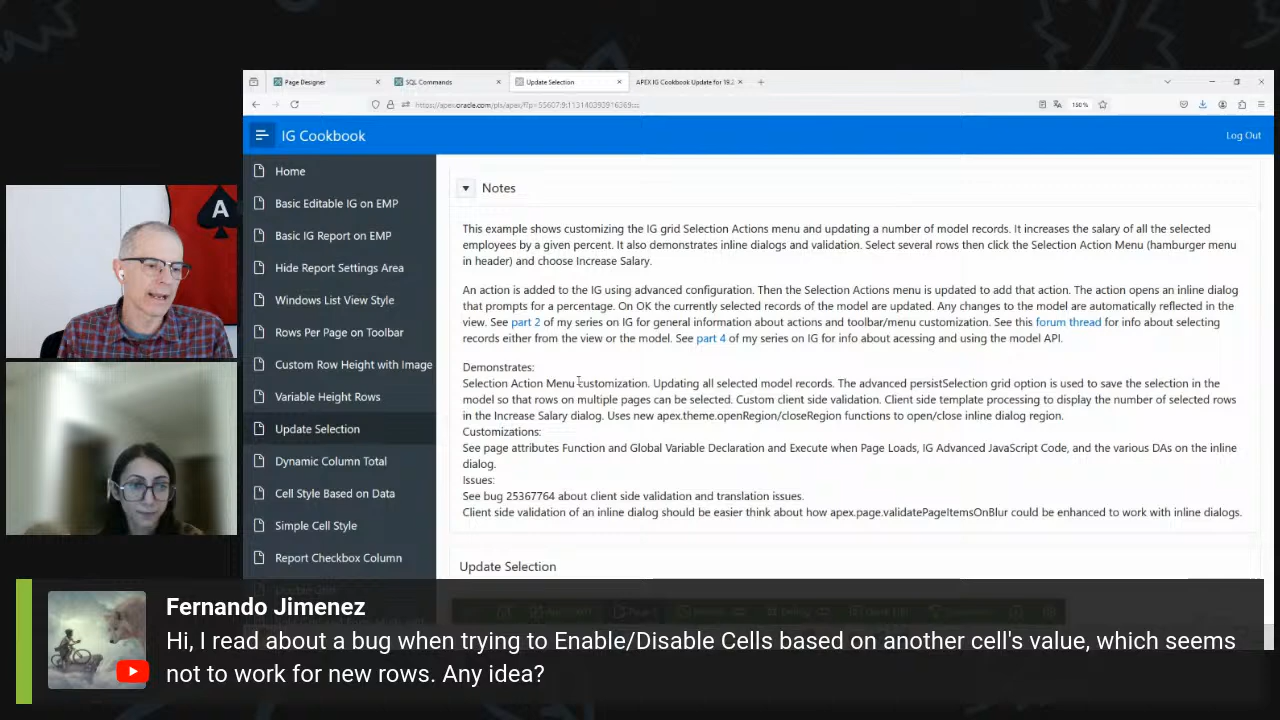 Page Designer
SQL Commands
Update Selection
APEX IG Cookbook Update for 19.2
150%
IG Cookbook
Log Out
Home
Basic Editable IG on EMP
Basic IG Report on EMP
Hide Report Settings Area
Windows List View Style
Rows Per Page on Toolbar
Custom Row Height with Image
Variable Height Rows
Update Selection
Dynamic Column Total
Cell Style Based on Data
Simple Cell Style
Report Checkbox Column
Notes
This example shows customizing the IG grid Selection Actions menu and updating a number of model records. It increases the salary of all the selected
employees by a given percent. It also demonstrates inline dialogs and validation. Select several rows then click the Selection Action Menu (hamburger menu
in header) and choose Increase Salary.
An action is added to the IG using advanced configuration. Then the Selection Actions menu is updated to add that action. The action opens an inline dialog
that prompts for a percentage. On OK the currently selected records of the model are updated. Any changes to the model are automatically reflected in the
view. See part 2 of my series on IG for general information about actions and toolbar/menu customization. See this forum thread for info about selecting
records either from the view or the model. See part 4 of my series on IG for info about acessing and using the model API.
Demonstrates:
Selection Action Menu customization. Updating all selected model records. The advanced persistSelection grid option is used to save the selection in the
model so that rows on multiple pages can be selected. Custom client side validation. Client side template processing to display the number of selected rows
in the Increase Salary dialog. Uses new apex.theme.openRegion/closeRegion functions to open/close inline dialog region.
Customizations:
See page attributes Function and Global Variable Declaration and Execute when Page Loads, IG Advanced JavaScript Code, and the various DAs on the inline
dialog.
Issues:
See bug 25367764 about client side validation and translation issues.
Client side validation of an inline dialog should be easier think about how apex.page.validatePageItemsOnBlur could be enhanced to work with inline dialogs.
Update Selection
A
Fernando Jimenez
Hi, I read about a bug when trying to Enable/Disable Cells based on another cell's value, which seems
not to work for new rows. Any idea?